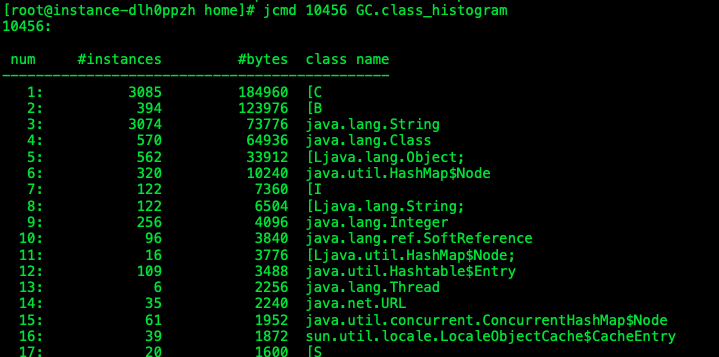 [root@instance-dlh0ppzh home]# jcmd 10456 GC.class_histogram
10456:
num #instances #bytes class name
----------------------------------------------
1: 3085 184960 [C
2: 394 123976 [B
3: 3074 73776 java.lang.String
4: 570 64936 java.lang.Class
5: 562 33912 [Ljava.lang.Object;
6: 320 10240 java.util.HashMap$Node
7: 122 7360 [I
8: 122 6504 [Ljava.lang.String;
9: 256 4096 java.lang.Integer
10: 96 3840 java.lang.ref.SoftReference
11: 16 3776 [Ljava.util.HashMap$Node;
12: 109 3488 java.util.Hashtable$Entry
13: 6 2256 java.lang.Thread
14: 35 2240 java.net.URL
15: 61 1952 java.util.concurrent.ConcurrentHashMap$Node
16: 39 1872 sun.util.locale.LocaleObjectCache$CacheEntry
17: 20 1600 [S